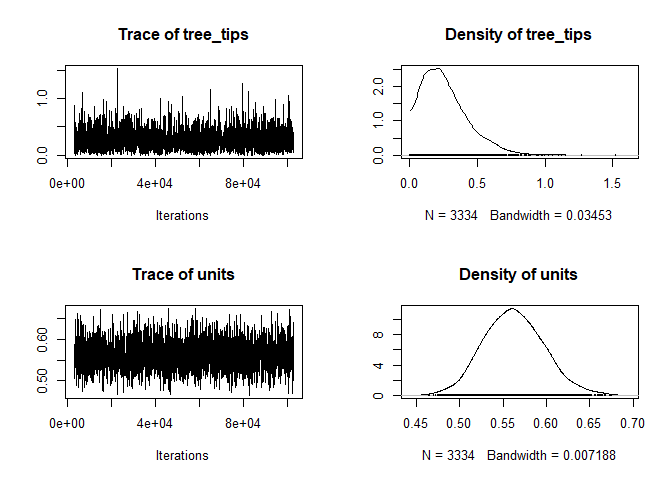 Trace of tree_tips
0.0 1.0
0e+00 4e+04 8e+04
Iterations
Density of tree_tips
0.0 1.0 2.0
0.0 0.5 1.0 1.5
N = 3334 Bandwidth = 0.03453
Trace of units
0.50 0.60
0e+00 4e+04 8e+04
Iterations
Density of units
0 4 8
0.45 0.50 0.55 0.60 0.65 0.70
N = 3334 Bandwidth = 0.007188